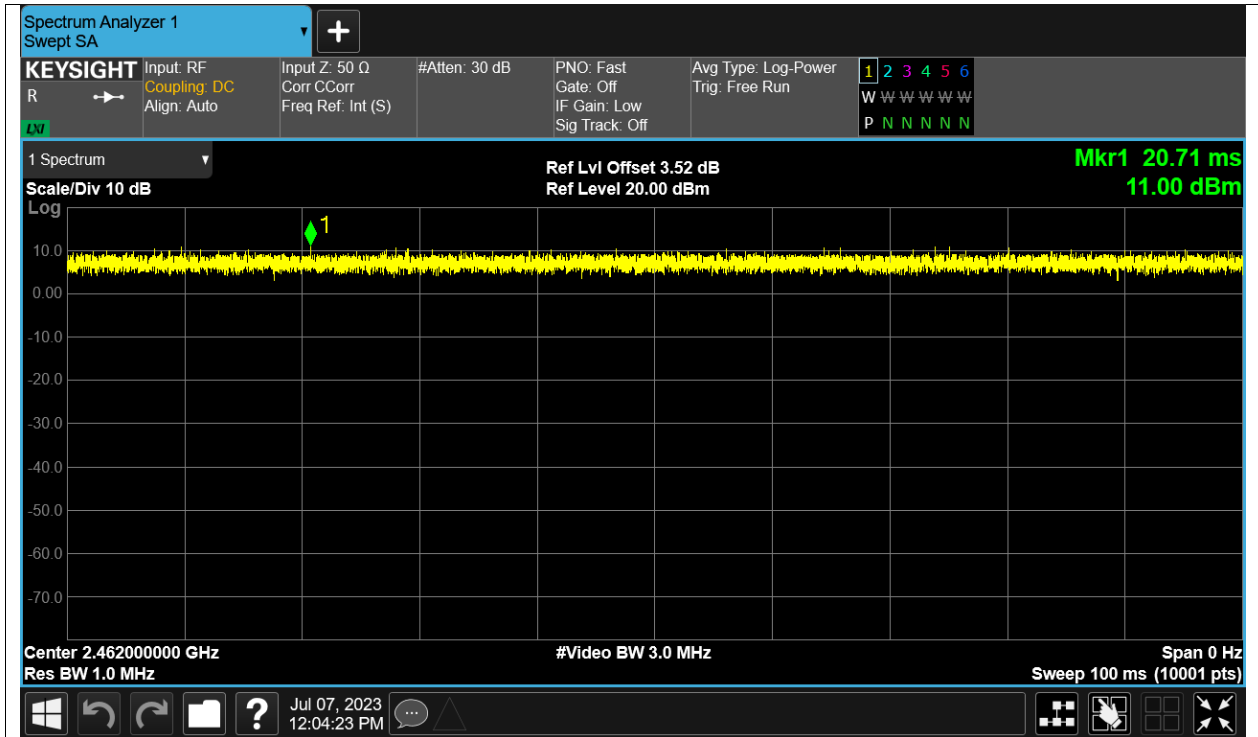 Spectrum Analyzer 1
Swept SA
+
KEYSIGHT
R
LXI
Input: RF
Coupling: DC
Align: Auto
Input Z: 50 Ω
Corr CCorr
Freq Ref: Int (S)
#Atten: 30 dB
PNO: Fast
Gate: Off
IF Gain: Low
Sig Track: Off
Avg Type: Log-Power
Trig: Free Run
1 2 3 4 5 6
W W W W W W
P N N N N N
1 Spectrum
Scale/Div 10 dB
Log
Ref Lvl Offset 3.52 dB
Ref Level 20.00 dBm
Mkr1 20.71 ms
11.00 dBm
1
10.0
0.00
-10.0
-20.0
-30.0
-40.0
-50.0
-60.0
-70.0
Center 2.462000000 GHz
Res BW 1.0 MHz
#Video BW 3.0 MHz
Span 0 Hz
Sweep 100 ms (10001 pts)
?
Jul 07, 2023
12:04:23 PM